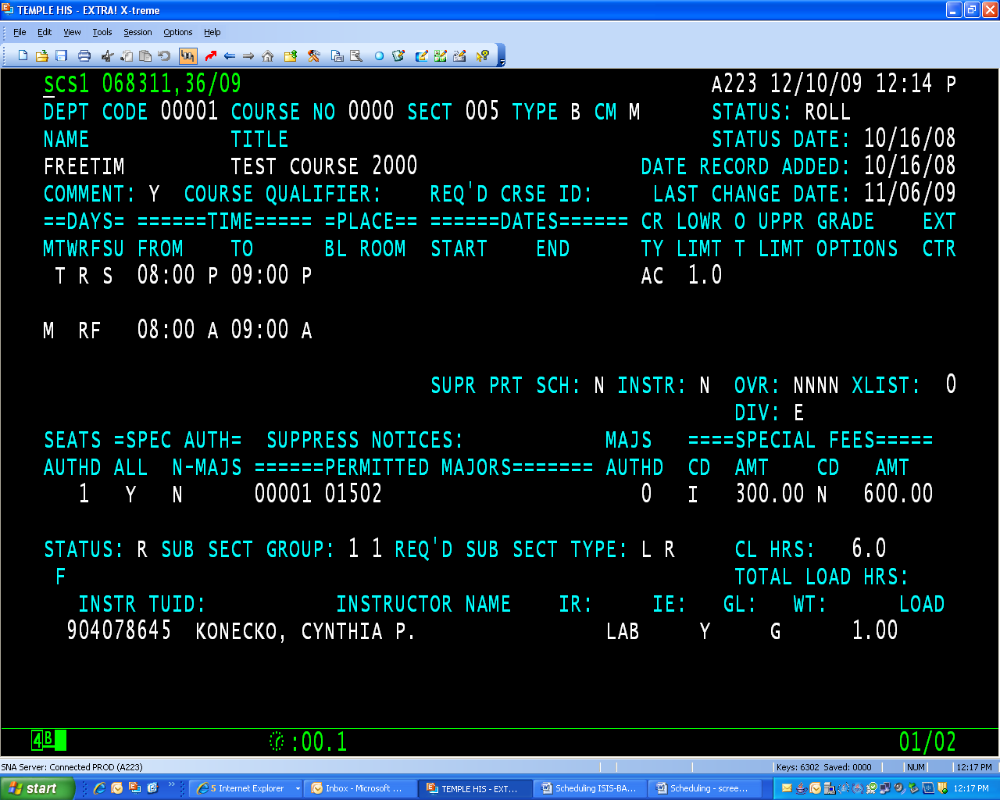 TEMPLE HIS - EXTRA! X-treme
File Edit View Tools Session Options Help
SCS1 068311,36/09 A223 12/10/09 12:14 P
DEPT CODE 00001 COURSE NO 0000 SECT 005 TYPE B CM M STATUS: ROLL
NAME TITLE STATUS DATE: 10/16/08
FREETIM TEST COURSE 2000 DATE RECORD ADDED: 10/16/08
COMMENT: Y COURSE QUALIFIER: REQ'D CRSE ID: LAST CHANGE DATE: 11/06/09
==DAYS= ======TIME===== =PLACE== ======DATES====== CR LOWR O UPPR GRADE EXT
MTWRFSU FROM TO BL ROOM START END TY LIMT T LIMT OPTIONS CTR
T R S 08:00 P 09:00 P AC 1.0
M RF 08:00 A 09:00 A
SUPR PRT SCH: N INSTR: N OVR: NNNN XLIST: 0
DIV: E
SEATS =SPEC AUTH= SUPPRESS NOTICES: MAJS ====SPECIAL FEES=====
AUTHD ALL N-MAJS ======PERMITTED MAJORS======= AUTHD CD AMT CD AMT
1 Y N 00001 01502 0 I 300.00 N 600.00
STATUS: R SUB SECT GROUP: 1 1 REQ'D SUB SECT TYPE: L R CL HRS: 6.0
F TOTAL LOAD HRS:
INSTR TUID: INSTRUCTOR NAME IR: IE: GL: WT: LOAD
904078645 KONECKO, CYNTHIA P. LAB Y G 1.00
4B :00.1 01/02
SNA Server: Connected PROD (A223) Keys: 6302 Saved: 0000 NUM 12:17 PM
start 5 Internet Explorer Inbox - Microsoft ... TEMPLE HIS - EXT... Scheduling ISIS-BA... Scheduling - scree... 12:17 PM